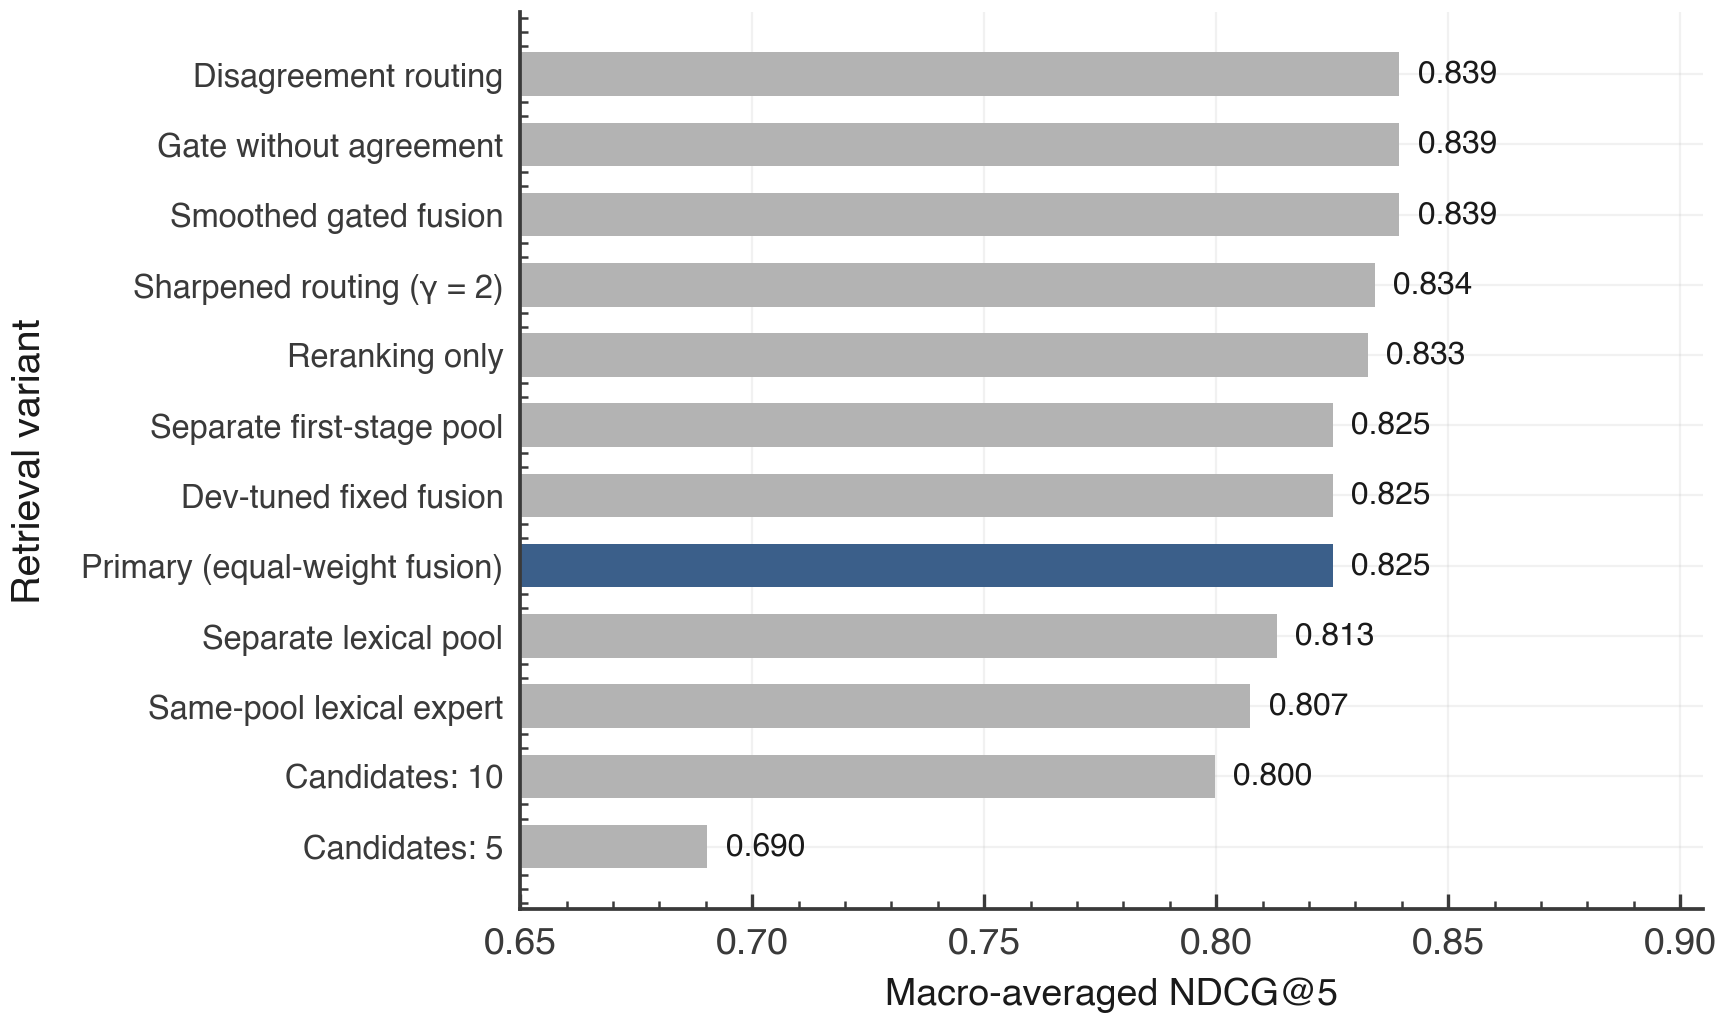 Retrieval variant
Disagreement routing 0.839
Gate without agreement 0.839
Smoothed gated fusion 0.839
Sharpened routing (γ = 2) 0.834
Reranking only 0.833
Separate first-stage pool 0.825
Dev-tuned fixed fusion 0.825
Primary (equal-weight fusion) 0.825
Separate lexical pool 0.813
Same-pool lexical expert 0.807
Candidates: 10 0.800
Candidates: 5 0.690
0.65 0.70 0.75 0.80 0.85 0.90
Macro-averaged NDCG@5